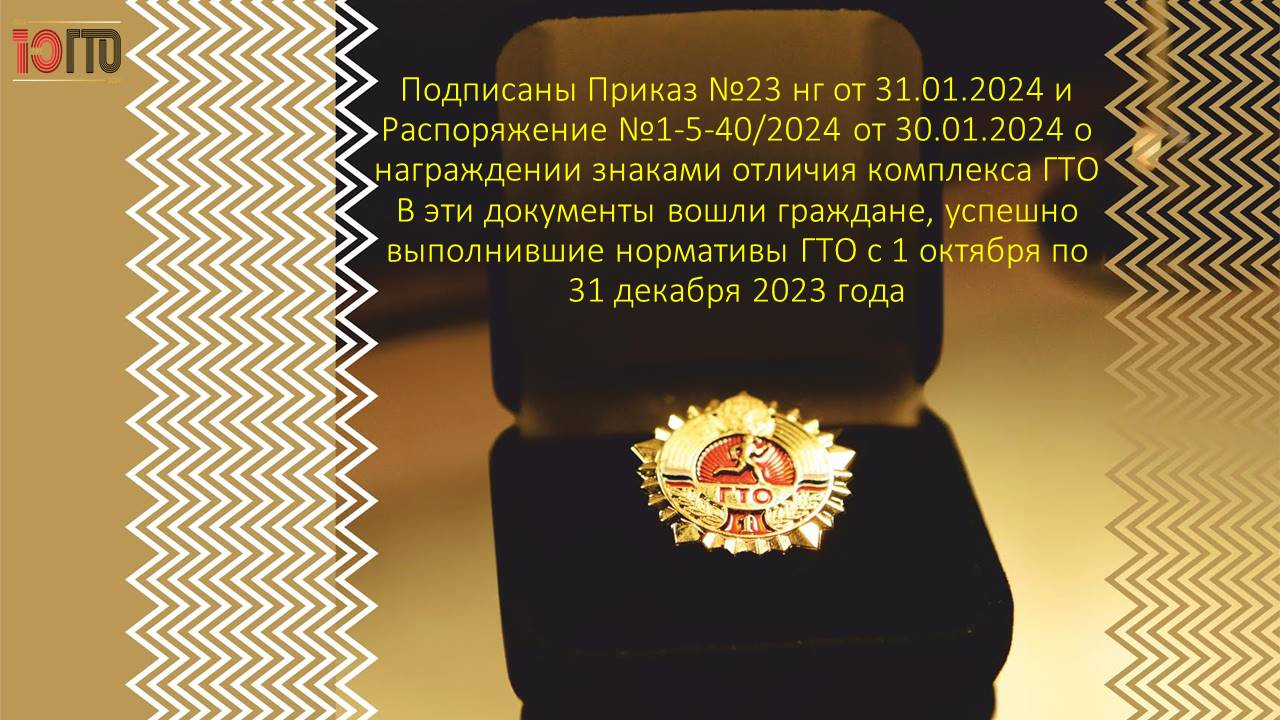 10ГТО
Подписаны Приказ №23 нг от 31.01.2024 и
Распоряжение №1-5-40/2024 от 30.01.2024 о
награждении знаками отличия комплекса ГТО
В эти документы вошли граждане, успешно
выполнившие нормативы ГТО с 1 октября по
31 декабря 2023 года
ГТО
1